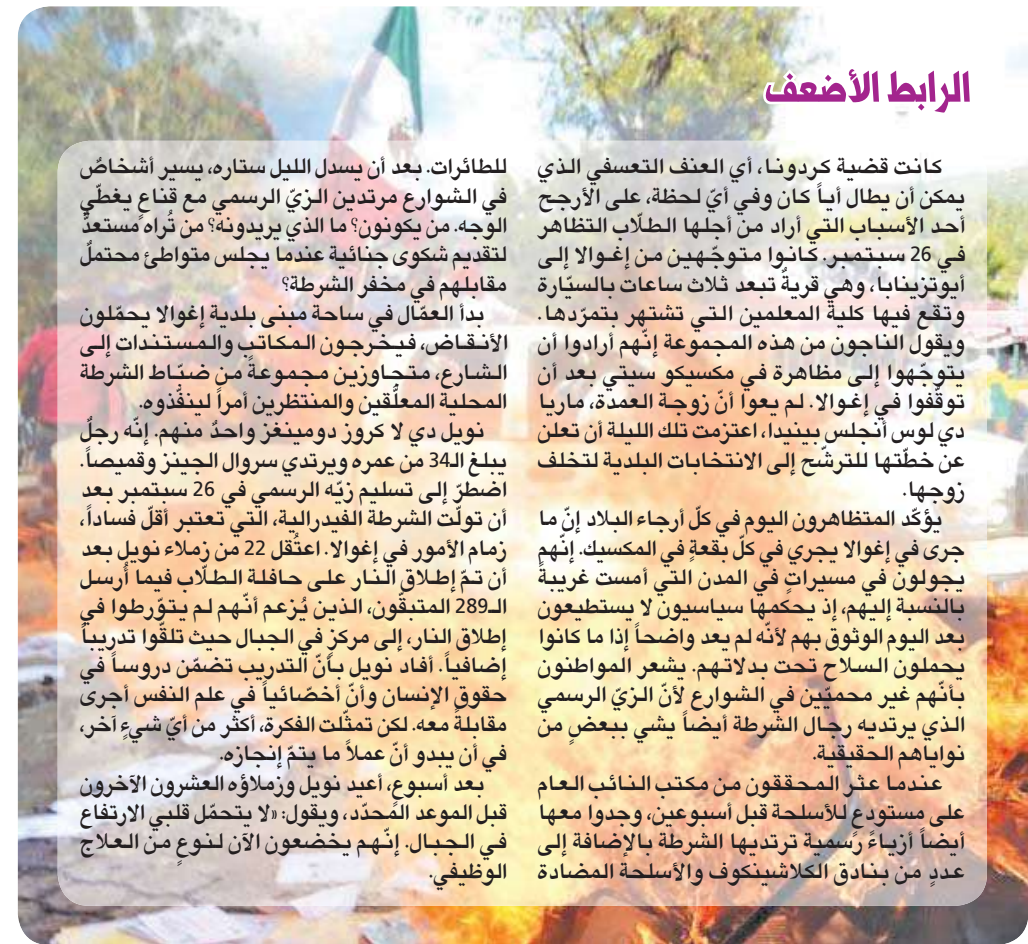 الرابط الأضعف
كانت قضية كردونا، أي العنف التعسفي الذي
يمكن أن يطال أياً كان وفي أيّ لحظة، على الأرجح
أحد الأسباب التي أراد من أجلها الطلّاب التظاهر
في 26 سبتمبر. كانوا متوجّهين من إغوالا إلى
أيوتزينابا، وهي قريةٌ تبعد ثلاث ساعات بالسيّارة
وتقع فيها كلية المعلمين التي تشتهر بتمرّدها.
ويقول الناجون من هذه المجموعة إنّهم أرادوا أن
يتوجّهوا إلى مظاهرة في مكسيكو سيتي بعد أن
توقّفوا في إغوالا. لم يعوا أنّ زوجة العمدة، ماريا
دي لوس أنجلس بينيدا، اعتزمت تلك الليلة أن تعلن
عن خطّتها للترشّح إلى الانتخابات البلدية لتخلف
زوجها.
يؤكّد المتظاهرون اليوم في كلّ أرجاء البلاد إنّ ما
جرى في إغوالا يجري في كلّ بقعةٍ في المكسيك. إنّهم
يجولون في مسيراتٍ في المدن التي أمست غريبةً
بالنسبة إليهم، إذ يحكمها سياسيون لا يستطيعون
بعد اليوم الوثوق بهم لأنّه لم يعد واضحاً إذا ما كانوا
يحملون السلاح تحت بدلاتهم. يشعر المواطنون
بأنّهم غير محميّين في الشوارع لأنّ الزيّ الرسمي
الذي يرتديه رجال الشرطة أيضاً يشي ببعضٍ من
نواياهم الحقيقية.
عندما عثر المحققون من مكتب النائب العام
على مستودعٍ للأسلحة قبل أسبوعين، وجدوا معها
أيضاً أزياءً رسمية ترتديها الشرطة بالإضافة إلى
عددٍ من بنادق الكلاشينكوف والأسلحة المضادة
للطائرات. بعد أن يسدل الليل ستاره، يسير أشخاصٌ
في الشوارع مرتدين الزيّ الرسمي مع قناعٍ يغطّي
الوجه. من يكونون؟ ما الذي يريدونه؟ من تُراه مستعدٌّ
لتقديم شكوى جنائية عندما يجلس متواطئ محتملٌ
مقابلهم في مخفر الشرطة؟
بدأ العمّال في ساحة مبنى بلدية إغوالا يحمّلون
الأنقاض، فيخرجون المكاتب والمستندات إلى
الشارع، متجاوزين مجموعةً من ضبّاط الشرطة
المحلية المعلّقين والمنتظرين أمراً لينفّذوه.
نويل دي لا كروز دومينغز واحدٌ منهم. إنّه رجلٌ
يبلغ الـ34 من عمره ويرتدي سروال الجينز وقميصاً.
اضطرّ إلى تسليم زيّه الرسمي في 26 سبتمبر بعد
أن تولّت الشرطة الفيدرالية، التي تعتبر أقلّ فساداً،
زمام الأمور في إغوالا. اعتُقل 22 من زملاء نويل بعد
أن تمّ إطلاق النار على حافلة الطلّاب فيما أُرسل
الـ289 المتبقّون، الذين يُزعم أنّهم لم يتورّطوا في
إطلاق النار، إلى مركزٍ في الجبال حيث تلقّوا تدريباً
إضافياً. أفاد نويل بأنّ التدريب تضمّن دروساً في
حقوق الإنسان وأنّ أخصّائياً في علم النفس أجرى
مقابلةً معه. لكن تمثّلت الفكرة، أكثر من أيّ شيءٍ آخر،
في أن يبدو أنّ عملاً ما يتمّ إنجازه.
بعد أسبوعٍ، أعيد نويل وزملاؤه العشرون الآخرون
قبل الموعد المحدّد، ويقول: «لا يتحمّل قلبي الارتفاع
في الجبال. إنّهم يخضعون الآن لنوعٍ من العلاج
الوظيفي.